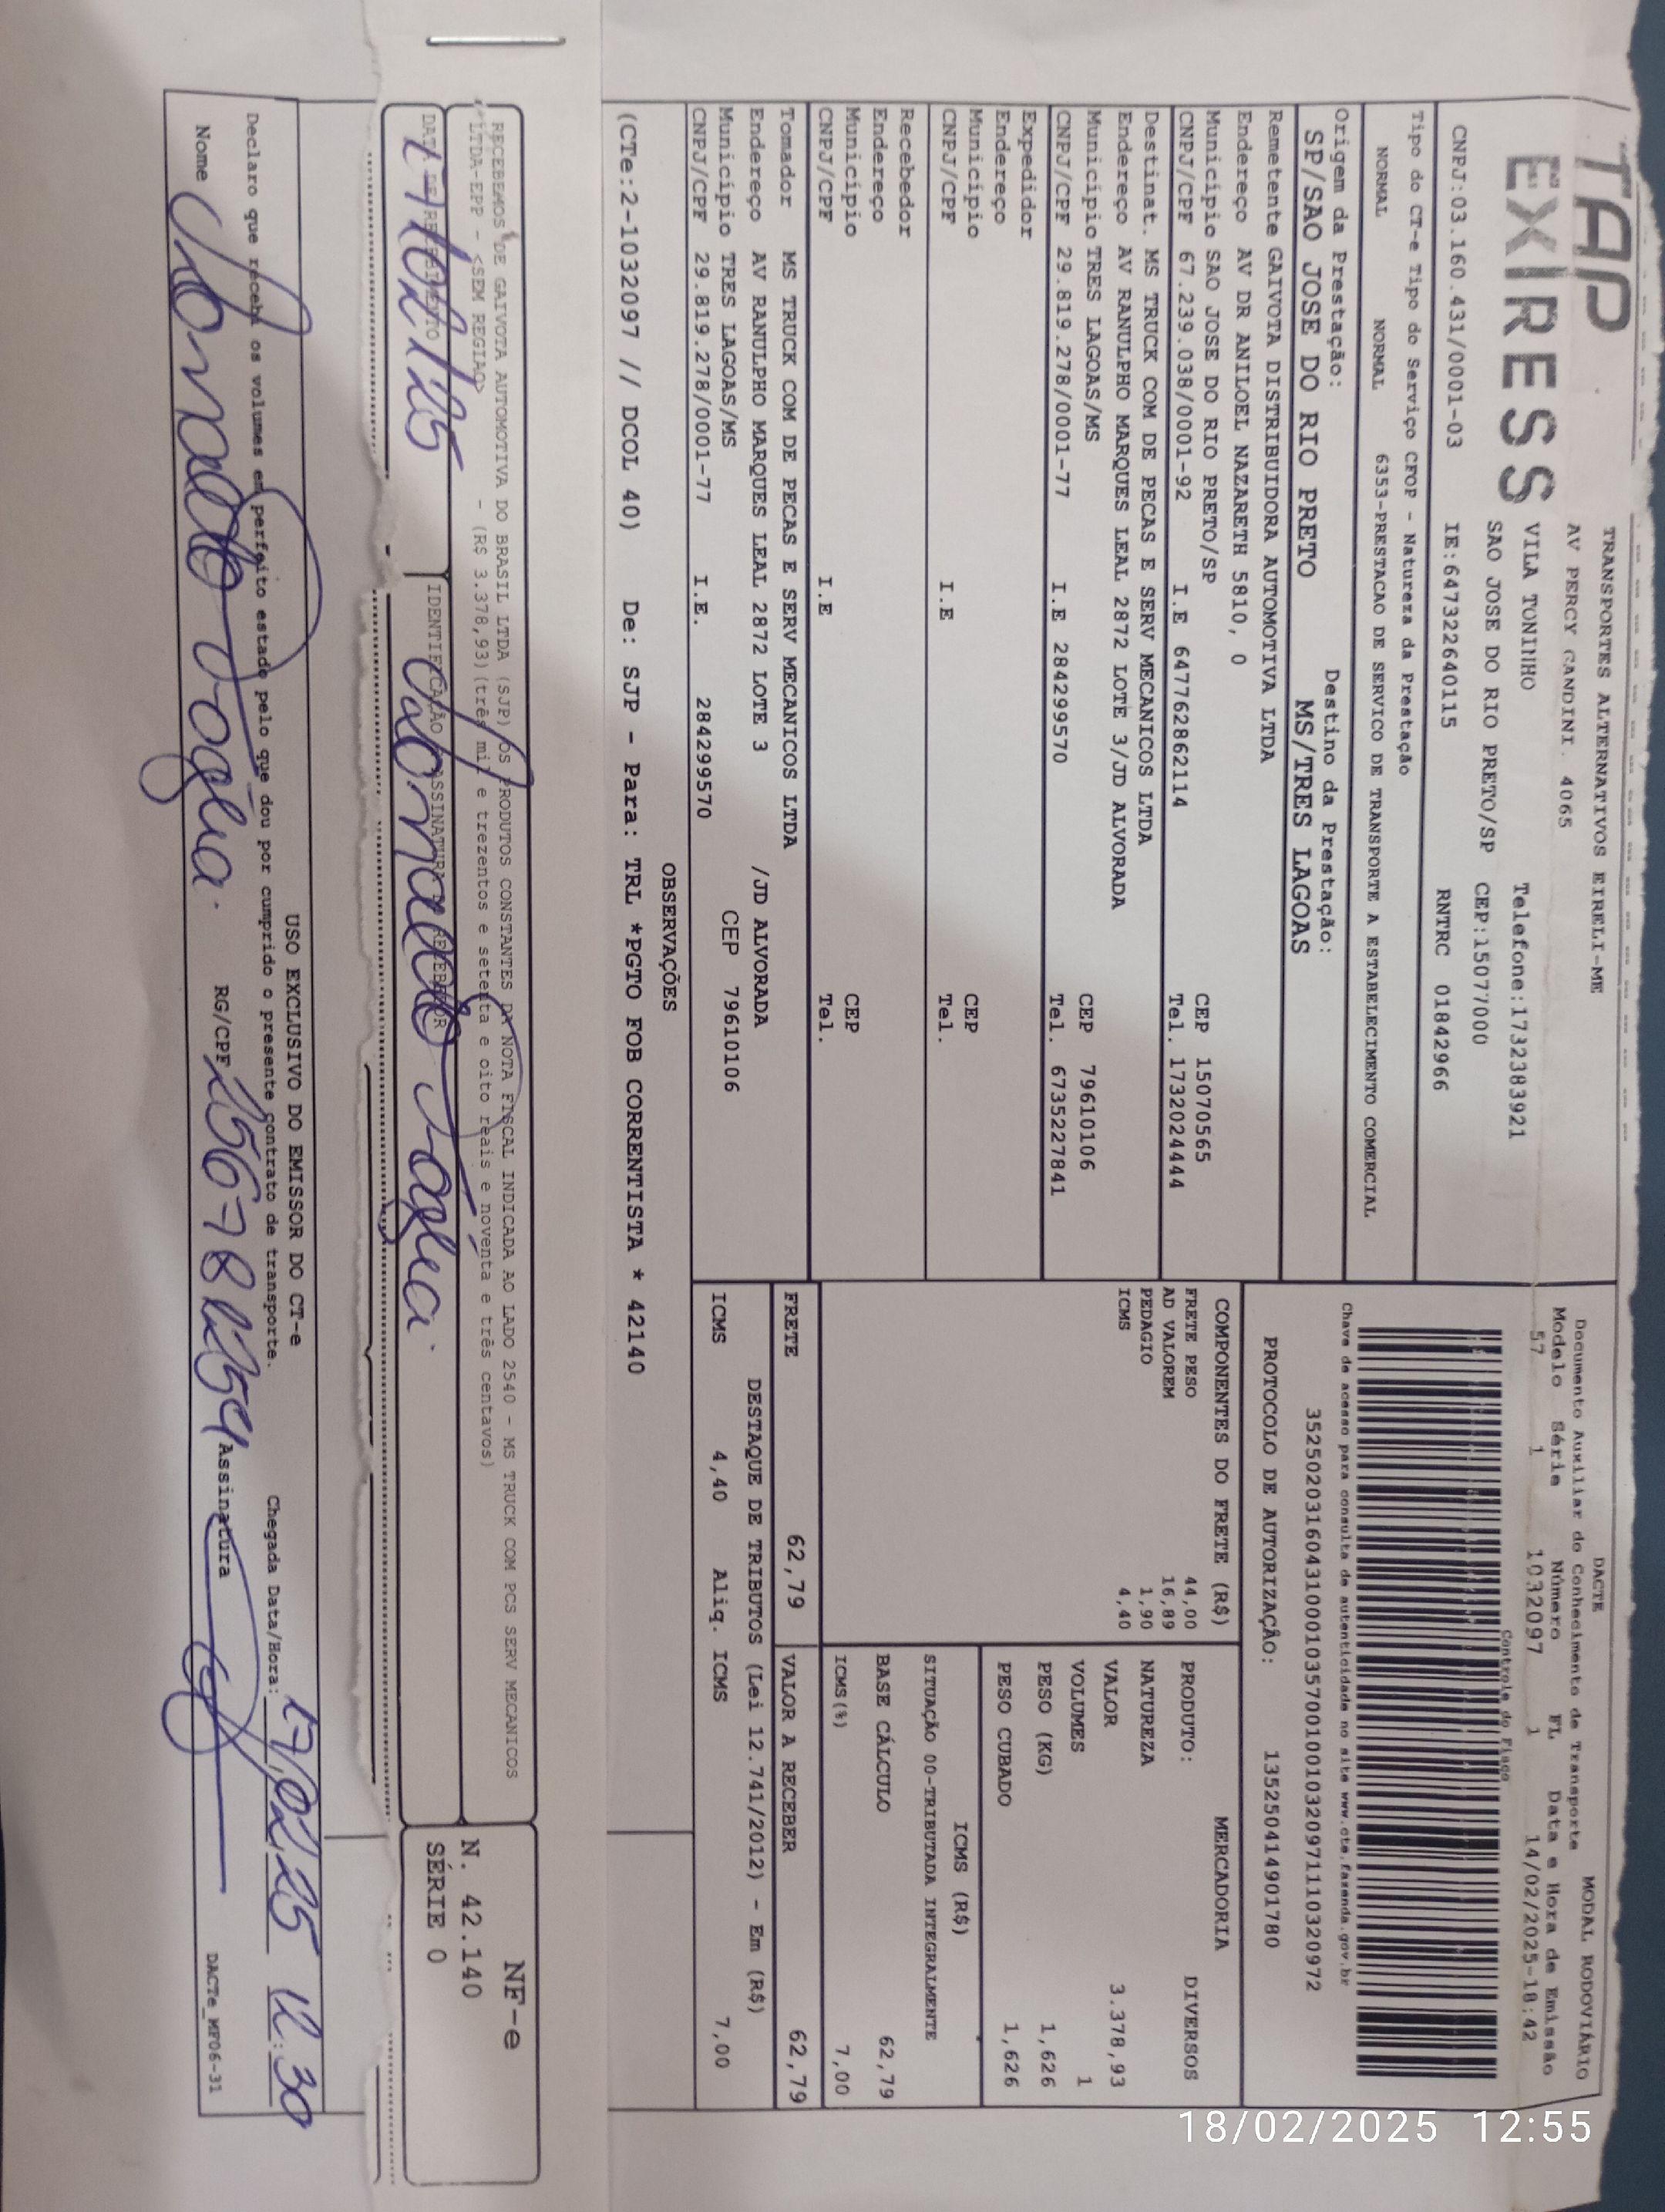 TAP
EXPRESS
TRANSPORTES ALTERNATIVOS EIRELI-ME
AV PERCY GANDINI, 4065
VILA TONINHO Telefone:1732383921
SAO JOSE DO RIO PRETO/SP CEP:15077000
CNPJ:03.160.431/0001-03 IE:647322640115 RNTRC 01842966
DACTE MODAL RODOVIÁRIO
Documento Auxiliar do Conhecimento de Transporte
Modelo Série Número FL Data e Hora de Emissão
57 1 1032097 1 14/02/2025-18:42
Controle do Fisco
Tipo do CT-e Tipo do Serviço CFOP - Natureza da Prestação
NORMAL NORMAL 6353-PRESTACAO DE SERVICO DE TRANSPORTE A ESTABELECIMENTO COMERCIAL
Chave de acesso para consulta de autenticidade no site www.cte.fazenda.gov.br
35250203160431000103570010010320971110320972
Origem da Prestação: Destino da Prestação:
SP/SAO JOSE DO RIO PRETO MS/TRES LAGOAS
PROTOCOLO DE AUTORIZAÇÃO: 135250414901780
Remetente GAIVOTA DISTRIBUIDORA AUTOMOTIVA LTDA
Endereço AV DR ANILOEL NAZARETH 5810, 0
Município SAO JOSE DO RIO PRETO/SP CEP 15070565
CNPJ/CPF 67.239.038/0001-92 I.E 647762862114 Tel. 1732024444
Destinat. MS TRUCK COM DE PECAS E SERV MECANICOS LTDA
Endereço AV RANULPHO MARQUES LEAL 2872 LOTE 3/JD ALVORADA
Município TRES LAGOAS/MS CEP 79610106
CNPJ/CPF 29.819.278/0001-77 I.E 284299570 Tel. 6735227841
Expedidor
Endereço
Município CEP
CNPJ/CPF I.E Tel.
Recebedor
Endereço
Município CEP
CNPJ/CPF I.E Tel.
Tomador MS TRUCK COM DE PECAS E SERV MECANICOS LTDA
Endereço AV RANULPHO MARQUES LEAL 2872 LOTE 3 /JD ALVORADA
Município TRES LAGOAS/MS CEP 79610106
CNPJ/CPF 29.819.278/0001-77 I.E. 284299570
COMPONENTES DO FRETE (R$)
FRETE PESO 44,00
AD VALOREM 16,89
PEDAGIO 1,90
ICMS 4,40
MERCADORIA
PRODUTO: DIVERSOS
NATUREZA
VALOR 3.378,93
VOLUMES 1
PESO (KG) 1,626
PESO CUBADO 1,626
ICMS (R$)
SITUAÇÃO 00-TRIBUTADA INTEGRALMENTE
BASE CÁLCULO 62,79
ICMS(%) 7,00
FRETE 62,79 VALOR A RECEBER 62,79
DESTAQUE DE TRIBUTOS (Lei 12.741/2012) - Em (R$)
ICMS 4,40 Aliq. ICMS 7,00
OBSERVAÇÕES
(CTe:2-1032097 // DCOL 40) De: SJP - Para: TRL *PGTO FOB CORRENTISTA * 42140
RECEBEMOS DE GAIVOTA AUTOMOTIVA DO BRASIL LTDA (SJP) OS PRODUTOS CONSTANTES DA NOTA FISCAL INDICADA AO LADO 2540 - MS TRUCK COM PCS SERV MECANICOS
LTDA-EPP - <SEM REGIAO> - (R$ 3.378,93) (três mil e trezentos e setenta e oito reais e noventa e três centavos)
DATA DE RECEBIMENTO IDENTIFICAÇÃO E ASSINATURA DO RECEBEDOR
17/02/25
NF-e
N. 42.140
SÉRIE 0
USO EXCLUSIVO DO EMISSOR DO CT-e
Declaro que recebi os volumes em perfeito estado pelo que dou por cumprido o presente contrato de transporte. Chegada Data/Hora: 17/02/25 12:30
Nome RG/CPF Assinatura
DACTe_MF06-31
18/02/2025 12:55